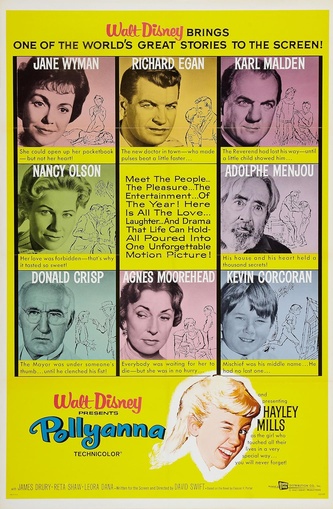 Walt Disney BRINGS
ONE OF THE WORLD'S GREAT STORIES TO THE SCREEN!
JANE WYMAN
RICHARD EGAN
KARL MALDEN
She could open up her pocketbook
— but not her heart!
The new doctor in town—who made
pulses beat a little faster...
The Reverend had lost his way—until
a little child showed him...
NANCY OLSON
Meet The People...
The Pleasure...The
Entertainment...Of
The Year! Here
Is All The Love...
Laughter...And Drama
That Life Can Hold-
All Poured Into
One Unforgettable
Motion Picture!
ADOLPHE MENJOU
Her love was forbidden—that's why
it tasted so sweet!
His house and his heart held a
thousand secrets!
DONALD CRISP
AGNES MOOREHEAD
KEVIN CORCORAN
The Mayor was under someone's
thumb...until he clenched his fist!
Everybody was waiting for her to
die—but she was in no hurry...
Mischief was his middle name... He
had no last one...
Walt Disney
PRESENTS
Pollyanna
TECHNICOLOR
and
presenting
HAYLEY
MILLS
as the girl who
touched all their
lives in a very
special way...
you will never forget!
JAMES DRURY·RETA SHAW·LEORA DANA
DAVID SWIFT